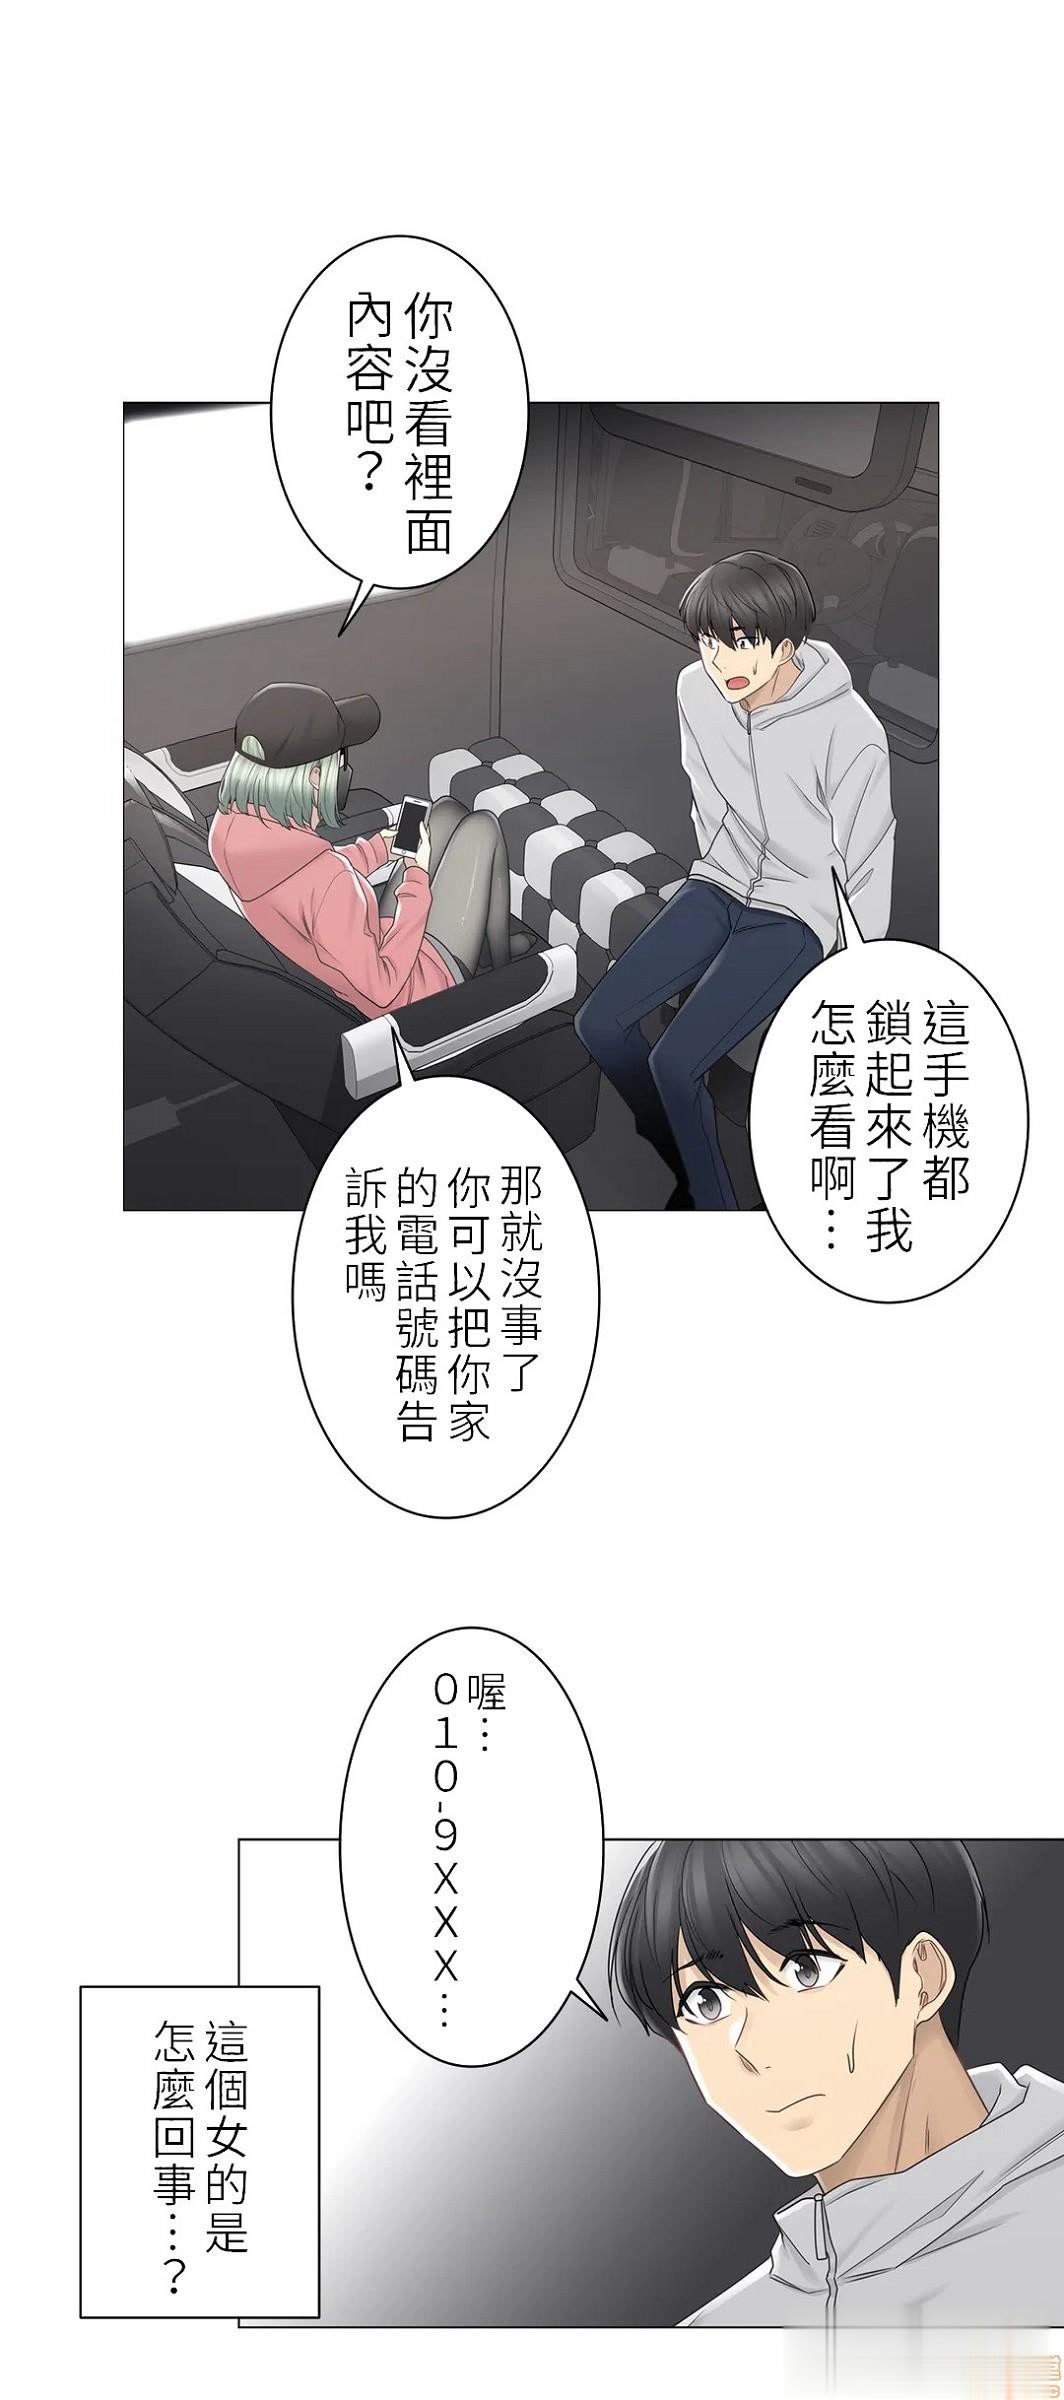 你沒看裡面
內容吧？
這手機都
鎖起來了我
怎麼看啊…
那就沒事了
你可以把你家
的電話號碼告
訴我嗎
喔…
010-9XXX…
這個女的是
怎麼回事…？